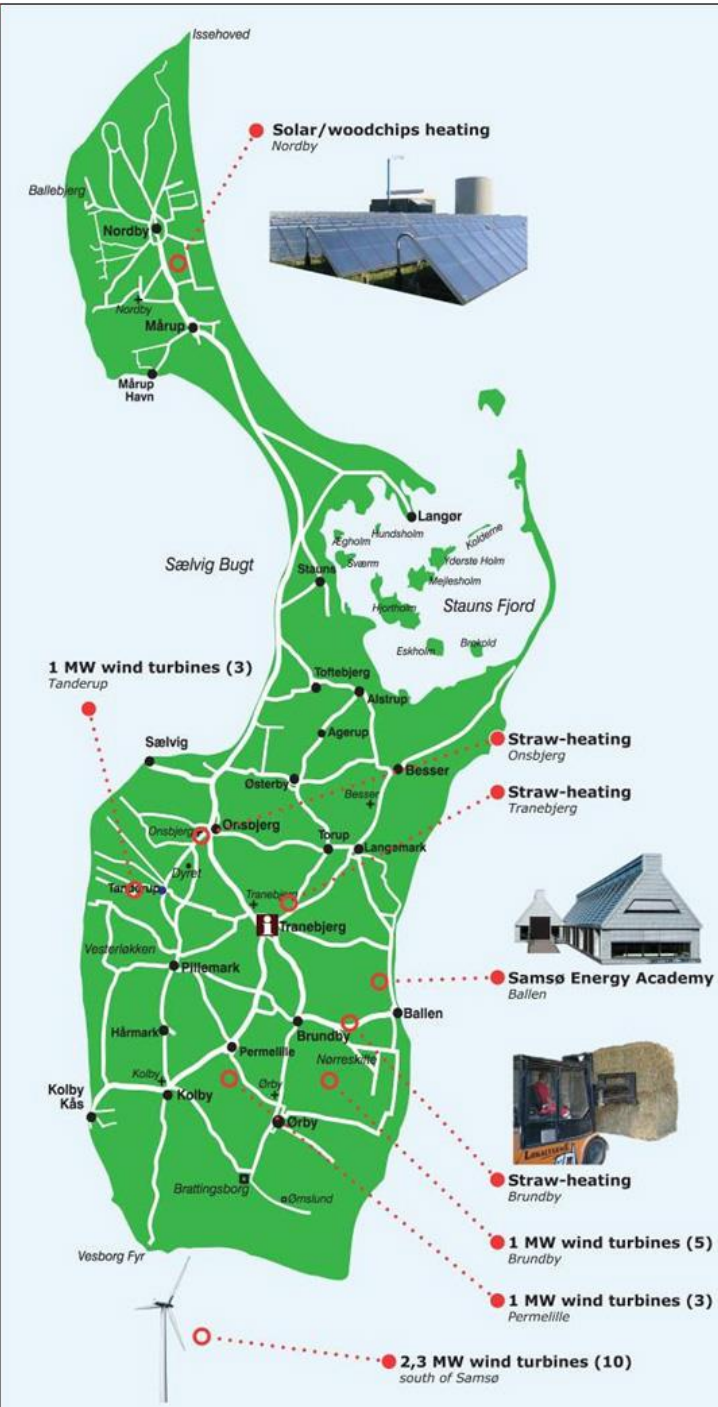 Issehoved
Solar/woodchips heating
Nordby
Ballebjerg
Nordby
Nordby
Mårup
Mårup
Havn
Langør
Kolderne
Hundsholm
Ægholm
Sværm
Yderste Holm
Mejlesholm
Sælvig Bugt
Stauns
Hjortholm
Stauns Fjord
Eskholm
Brokold
1 MW wind turbines (3)
Tanderup
Toftebjerg
Alstrup
Agerup
Straw-heating
Onsbjerg
Sælvig
Besser
Østerby
Besser
Straw-heating
Tranebjerg
Onsbjerg
Onsbjerg
Torup
Langemark
Dyret
Tanderup
Tranebjerg
Tranebjerg
Vesterløkken
Pillemark
Samsø Energy Academy
Ballen
Ballen
Hårmark
Brundby
Permelille
Nørreskifte
Kolby
Ørby
Kolby
Kås
Kolby
Ørby
Straw-heating
Brundby
Brattingsborg
Ørnslund
1 MW wind turbines (5)
Brundby
Vesborg Fyr
1 MW wind turbines (3)
Permelille
2,3 MW wind turbines (10)
south of Samsø